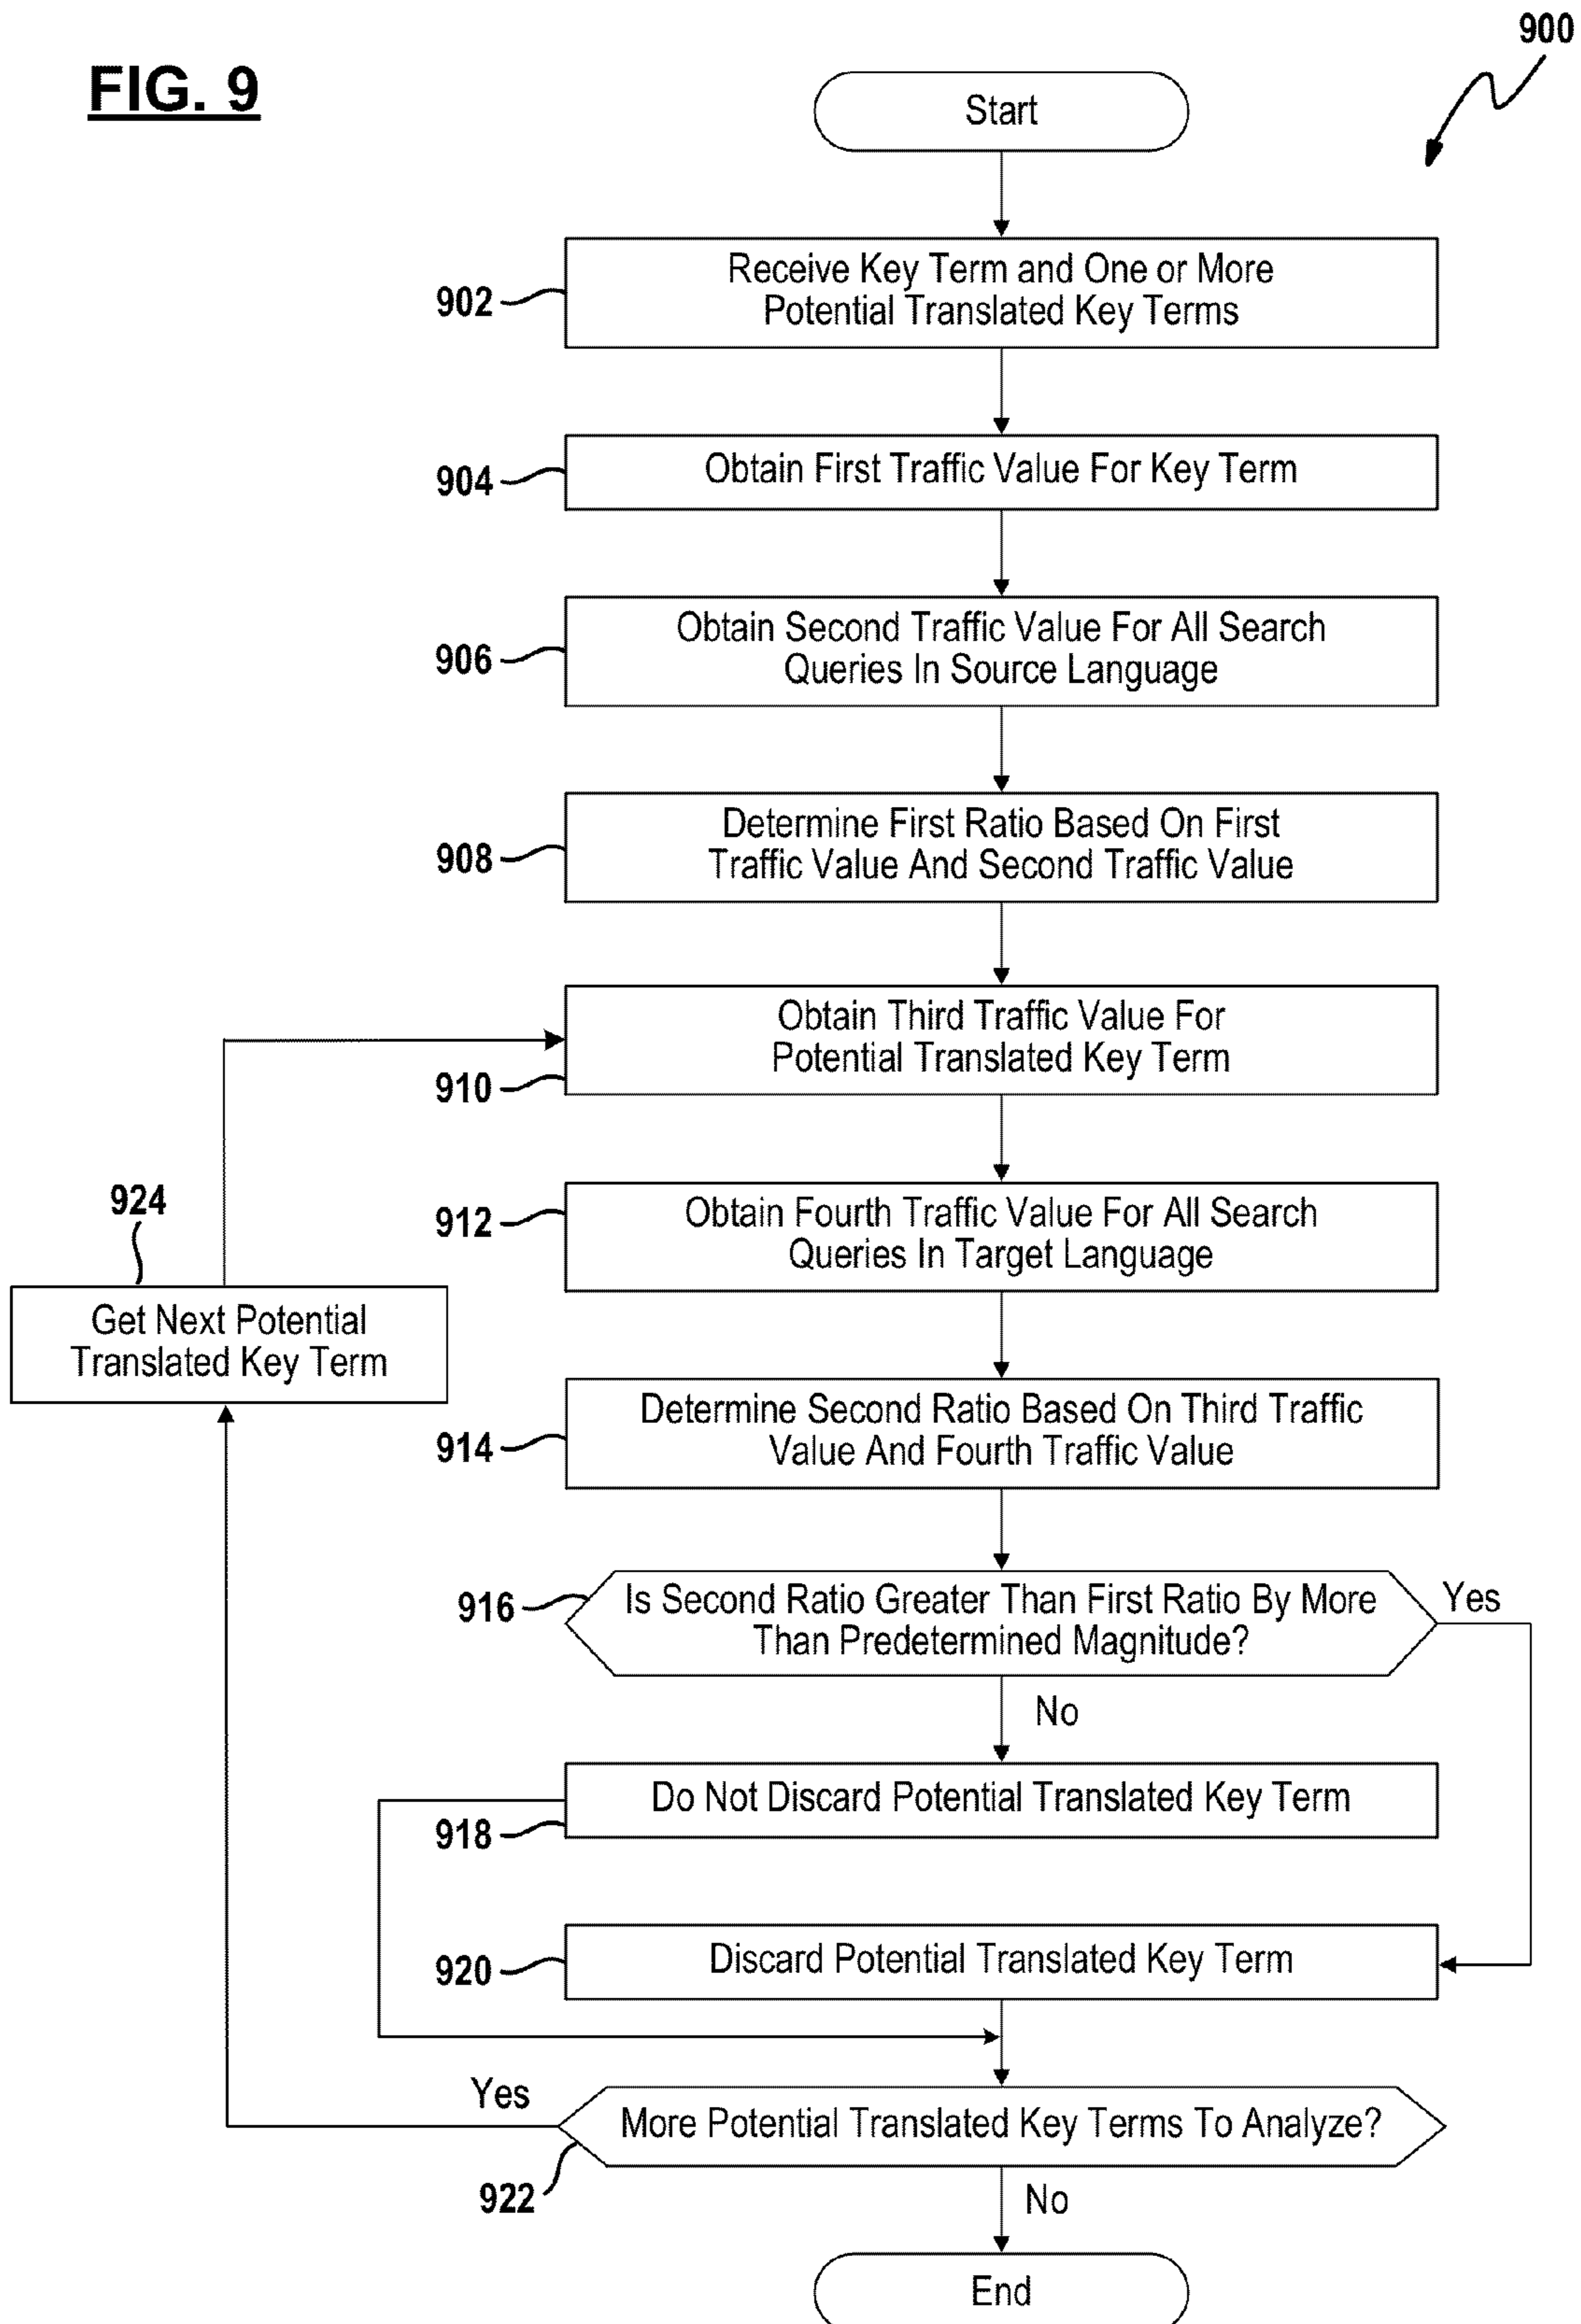 900
FIG. 9
Start
902
Receive Key Term and One or More
Potential Translated Key Terms
904
Obtain First Traffic Value For Key Term
906
Obtain Second Traffic Value For All Search
Queries In Source Language
908
Determine First Ratio Based On First
Traffic Value And Second Traffic Value
910
Obtain Third Traffic Value For
Potential Translated Key Term
912
Obtain Fourth Traffic Value For All Search
Queries In Target Language
924
Get Next Potential
Translated Key Term
914
Determine Second Ratio Based On Third Traffic
Value And Fourth Traffic Value
916
Is Second Ratio Greater Than First Ratio By More
Than Predetermined Magnitude?
Yes
No
918
Do Not Discard Potential Translated Key Term
920
Discard Potential Translated Key Term
Yes
More Potential Translated Key Terms To Analyze?
922
No
End